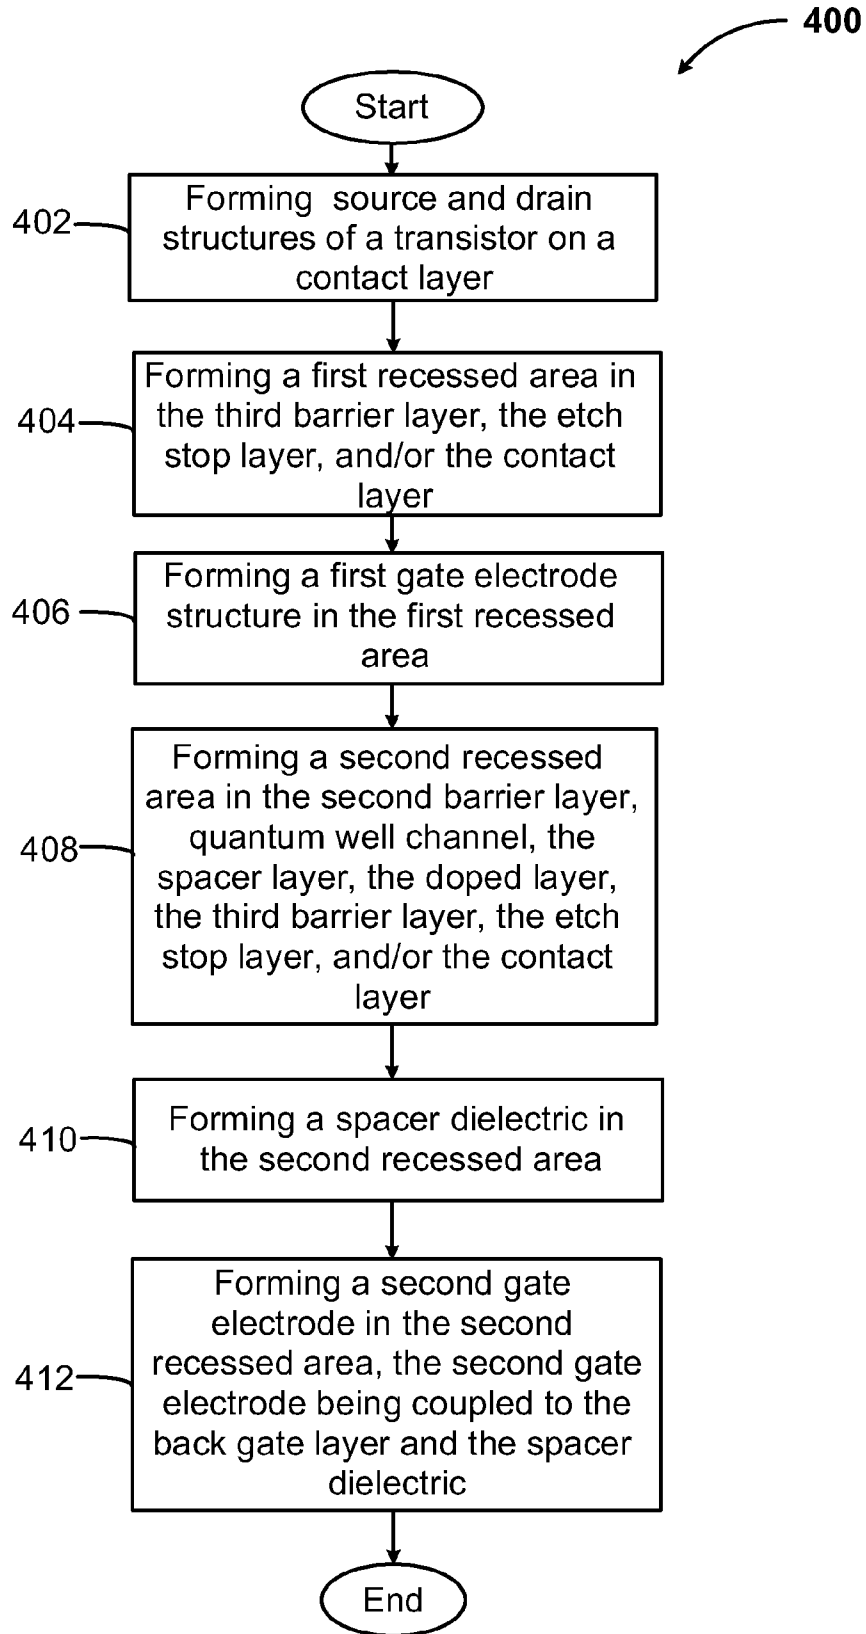 400
Start
402
Forming source and drain
structures of a transistor on a
contact layer
404
Forming a first recessed area in
the third barrier layer, the etch
stop layer, and/or the contact
layer
406
Forming a first gate electrode
structure in the first recessed
area
408
Forming a second recessed
area in the second barrier layer,
quantum well channel, the
spacer layer, the doped layer,
the third barrier layer, the etch
stop layer, and/or the contact
layer
410
Forming a spacer dielectric in
the second recessed area
412
Forming a second gate
electrode in the second
recessed area, the second gate
electrode being coupled to the
back gate layer and the spacer
dielectric
End